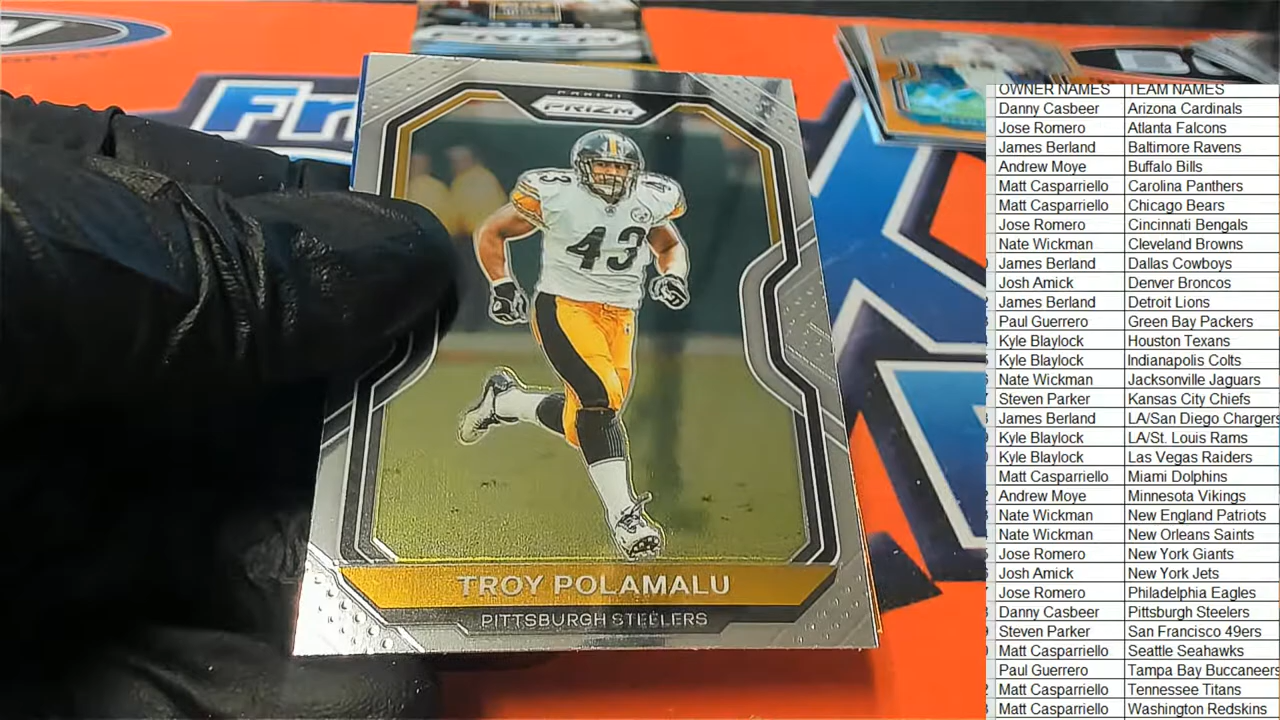 PANINI
PRIZM
43
43
TROY POLAMALU
PITTSBURGH STEELERS
OWNER NAMES TEAM NAMES
Danny Casbeer Arizona Cardinals
Jose Romero Atlanta Falcons
James Berland Baltimore Ravens
Andrew Moye Buffalo Bills
Matt Casparriello Carolina Panthers
Matt Casparriello Chicago Bears
Jose Romero Cincinnati Bengals
Nate Wickman Cleveland Browns
James Berland Dallas Cowboys
Josh Amick Denver Broncos
James Berland Detroit Lions
Paul Guerrero Green Bay Packers
Kyle Blaylock Houston Texans
Kyle Blaylock Indianapolis Colts
Nate Wickman Jacksonville Jaguars
Steven Parker Kansas City Chiefs
James Berland LA/San Diego Chargers
Kyle Blaylock LA/St. Louis Rams
Kyle Blaylock Las Vegas Raiders
Matt Casparriello Miami Dolphins
Andrew Moye Minnesota Vikings
Nate Wickman New England Patriots
Nate Wickman New Orleans Saints
Jose Romero New York Giants
Josh Amick New York Jets
Jose Romero Philadelphia Eagles
Danny Casbeer Pittsburgh Steelers
Steven Parker San Francisco 49ers
Matt Casparriello Seattle Seahawks
Paul Guerrero Tampa Bay Buccaneers
Matt Casparriello Tennessee Titans
Matt Casparriello Washington Redskins